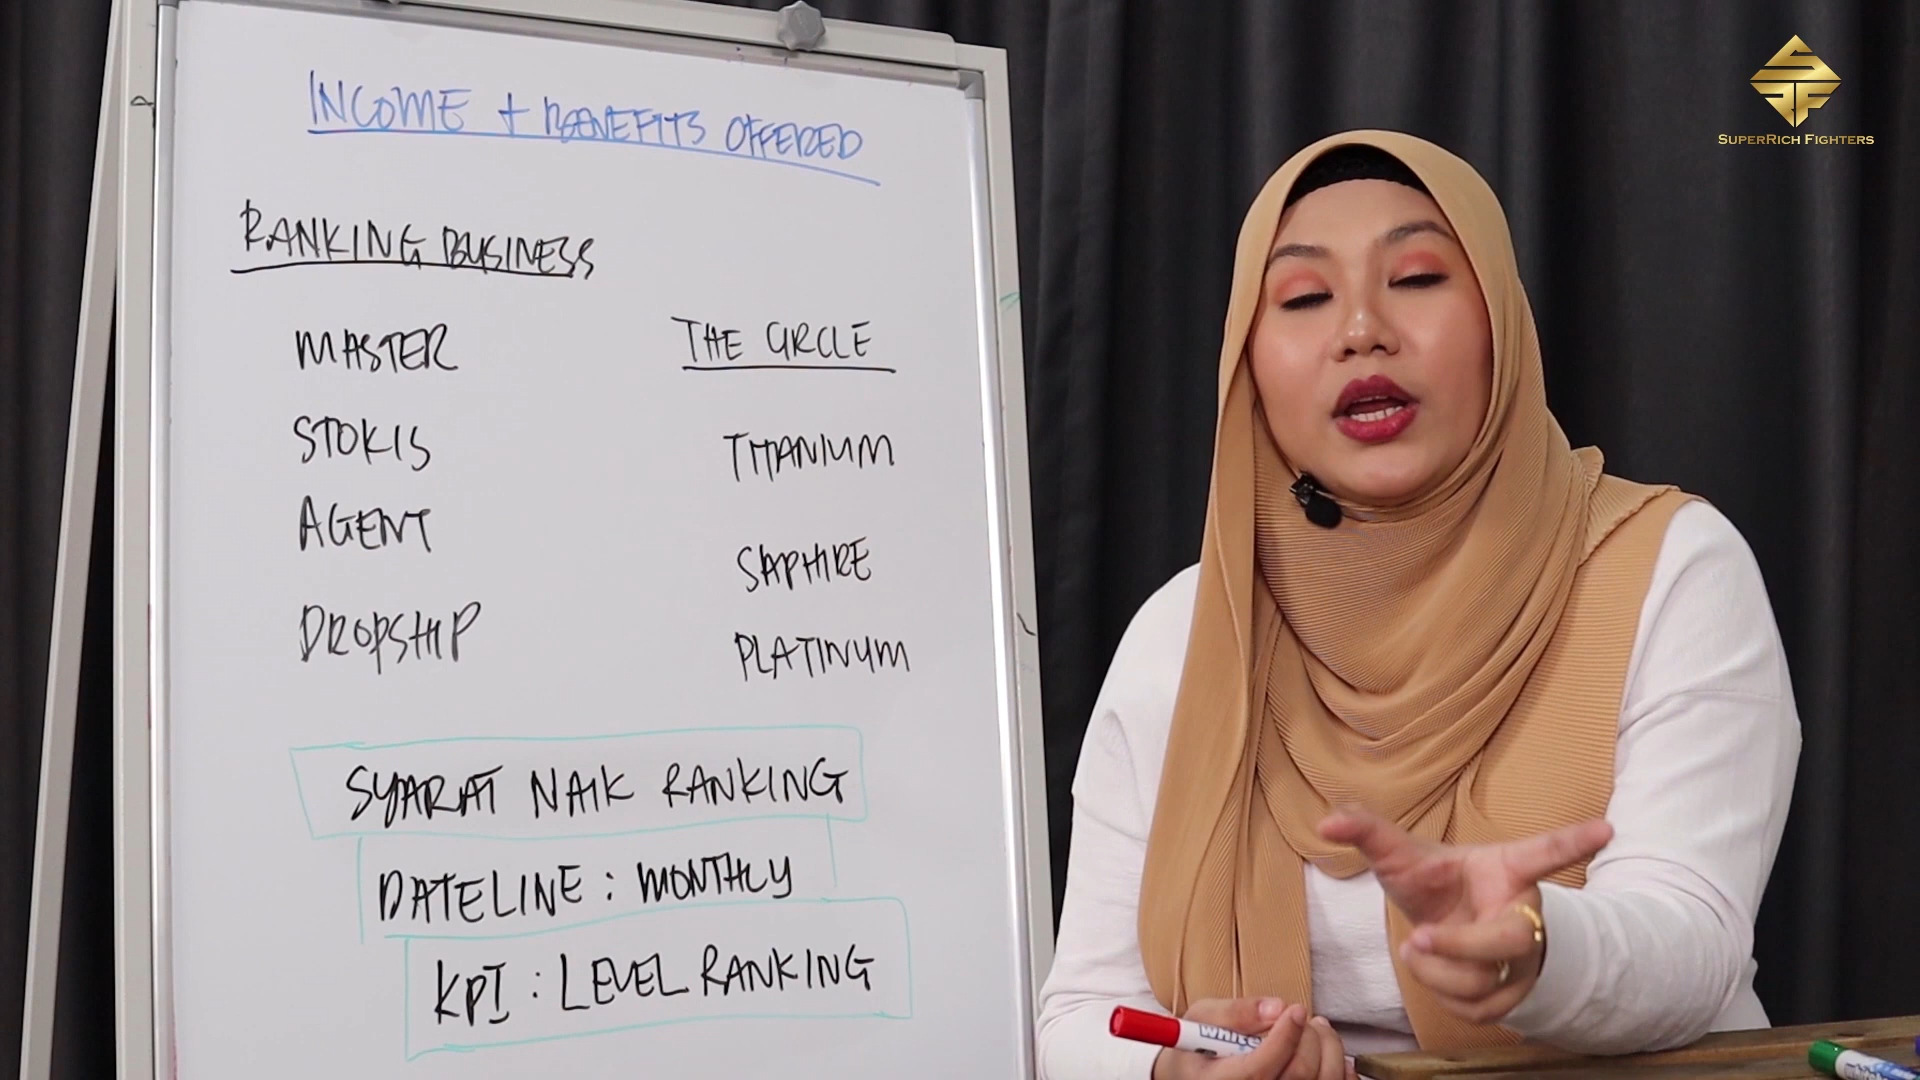 INCOME + BENEFITS OFFERED
RANKING BUSINESS
MASTER
STOKIS
AGENT
DROPSHIP
THE CIRCLE
TITANIUM
SAPHIRE
PLATINUM
SYARAT NAIK RANKING
DATELINE : MONTHLY
KPI : LEVEL RANKING
SUPERRICH FIGHTERS